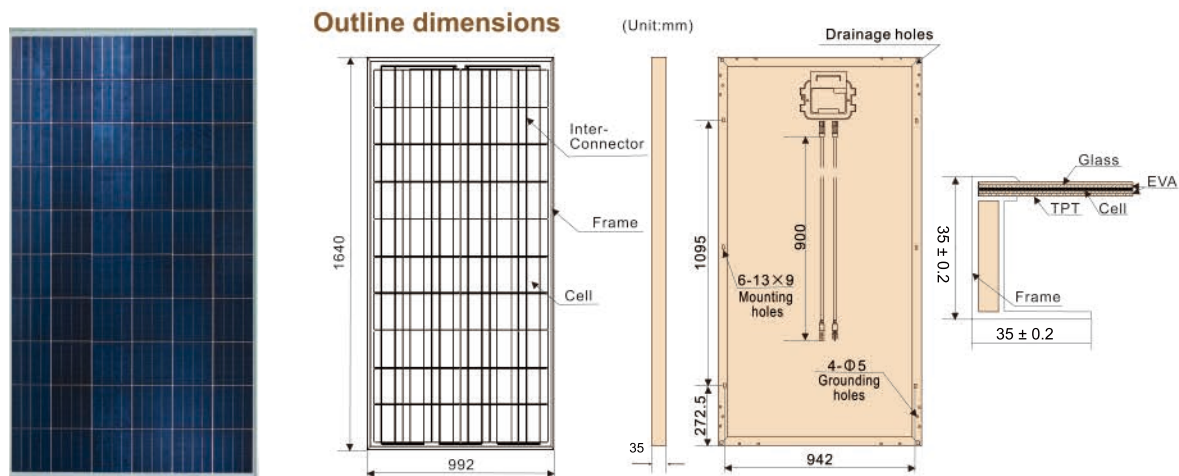 Outline dimensions
(Unit:mm)
Drainage holes
Inter-
Connector
Frame
Cell
1640
992
35
1095
900
6-13×9
Mounting
holes
4-Φ5
Grounding
holes
272.5
942
Glass
EVA
TPT
Cell
35 ± 0.2
Frame
35 ± 0.2